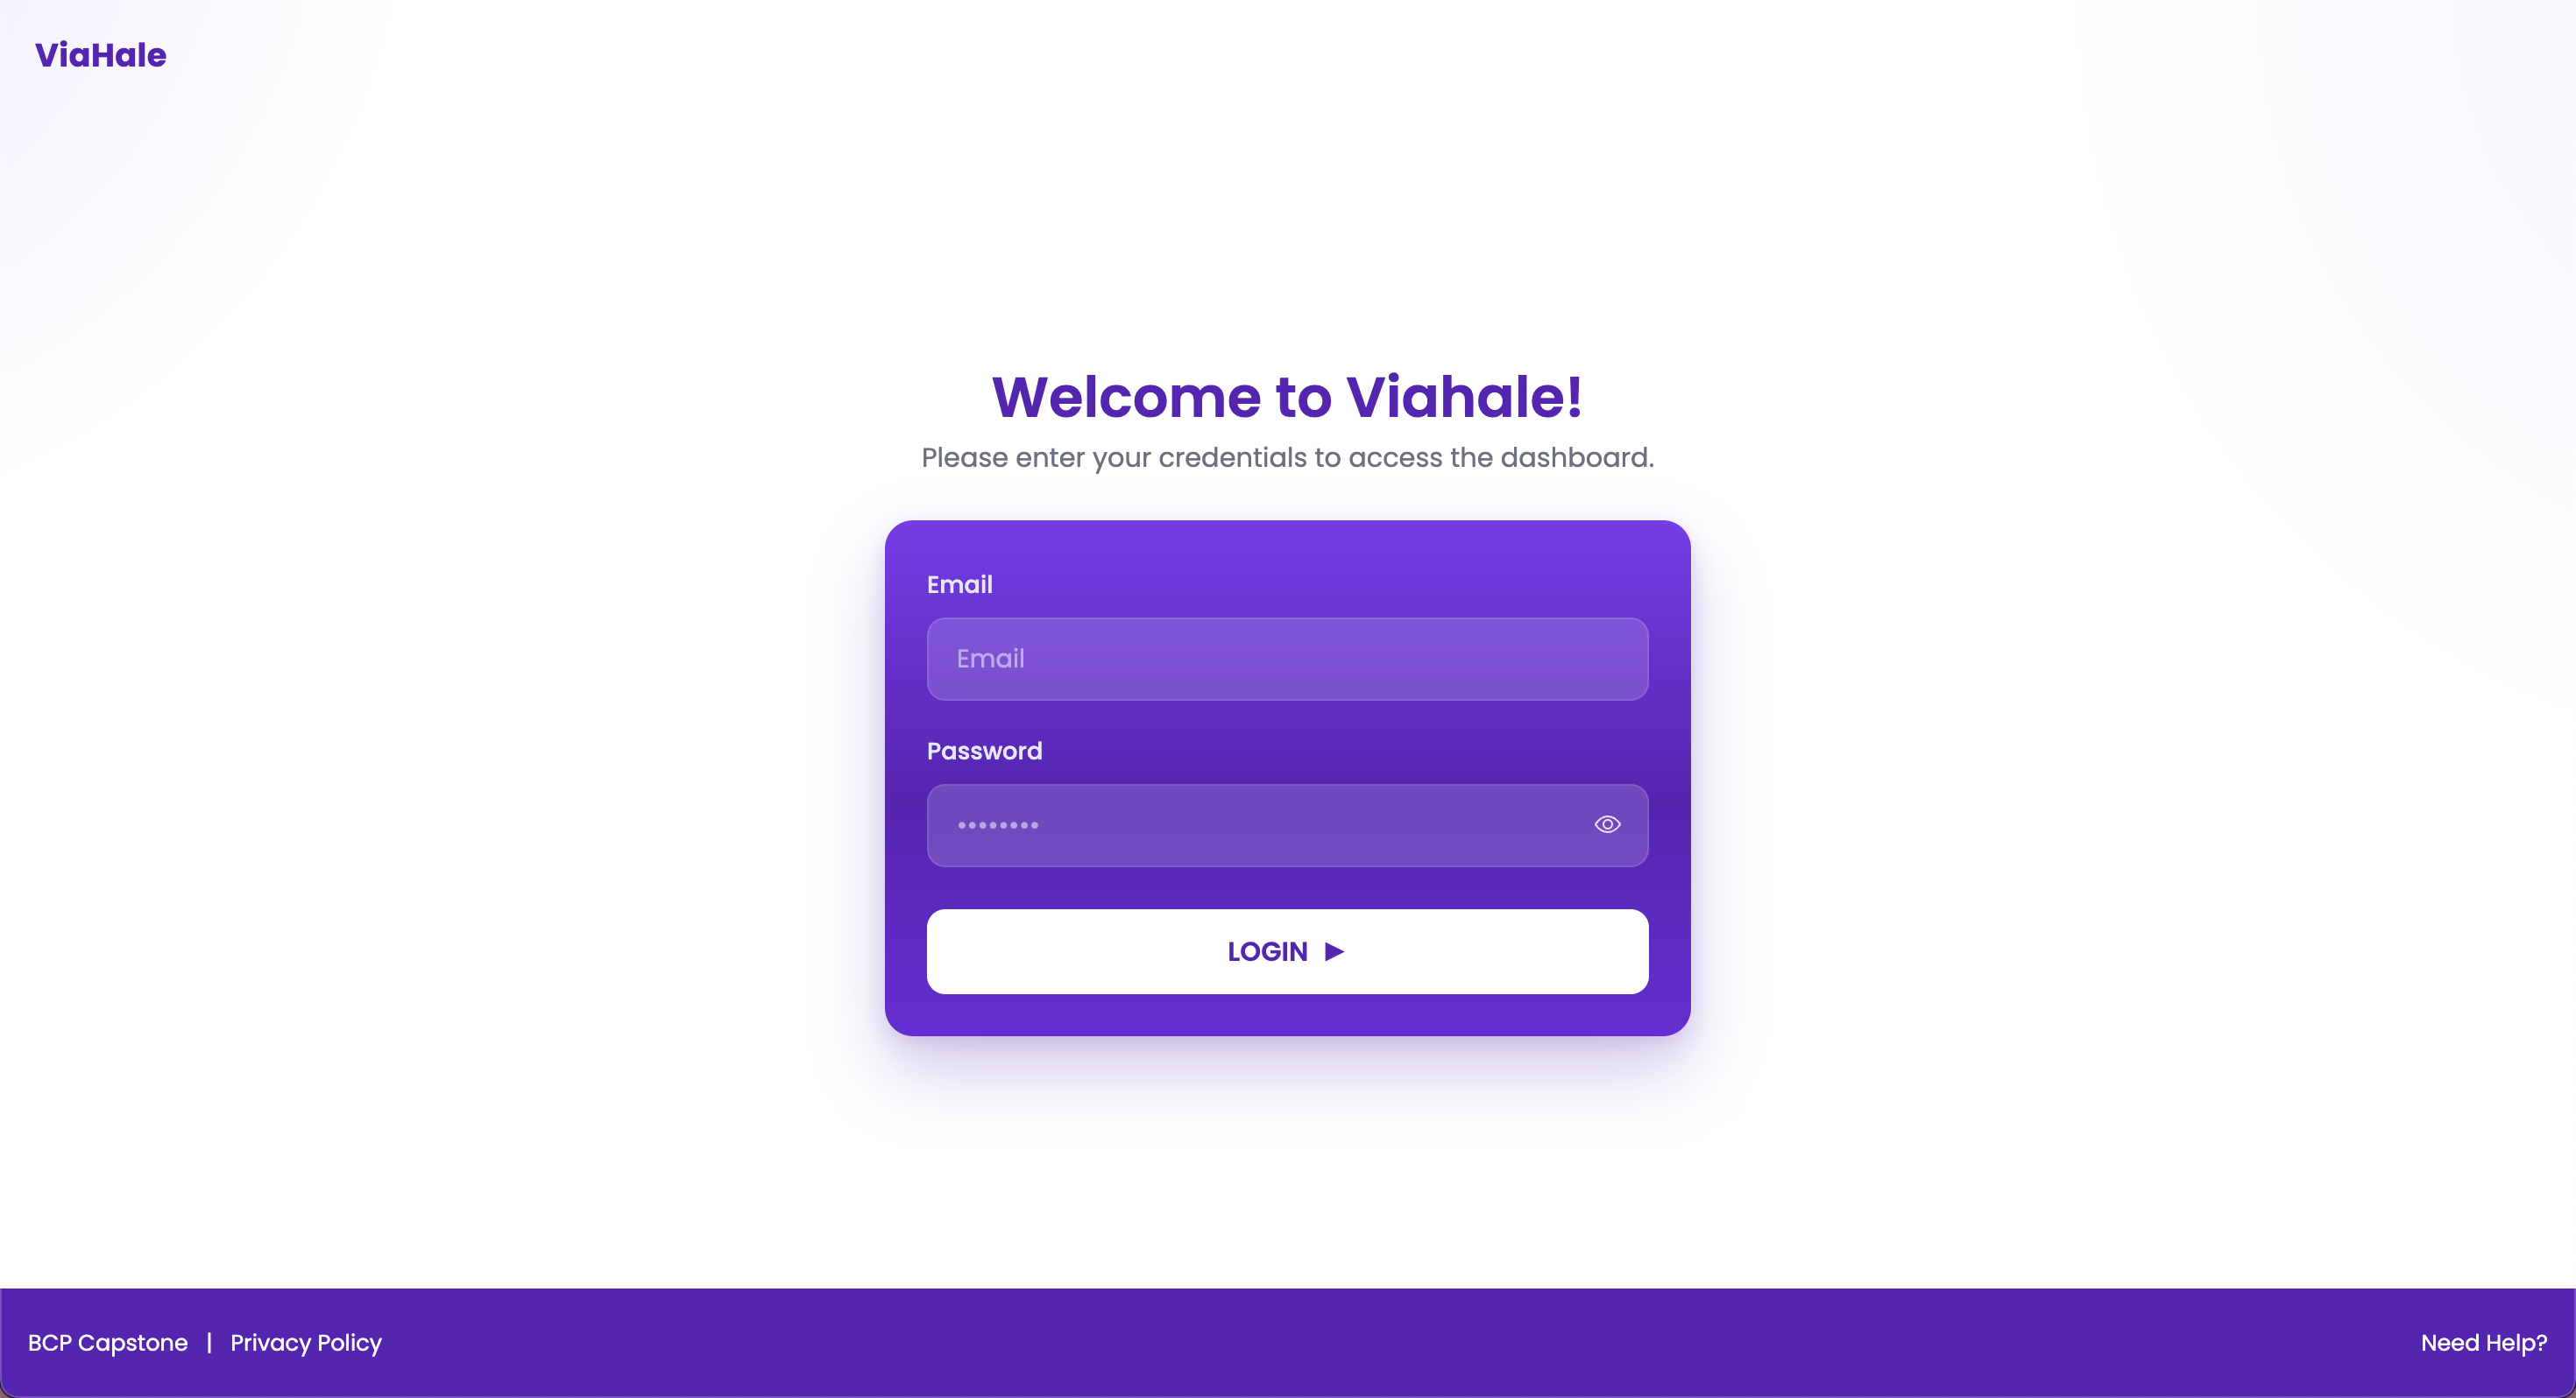 ViaHale
Welcome to Viahale!
Please enter your credentials to access the dashboard.
Email
Email
Password
••••••••
LOGIN ▶
BCP Capstone | Privacy Policy
Need Help?